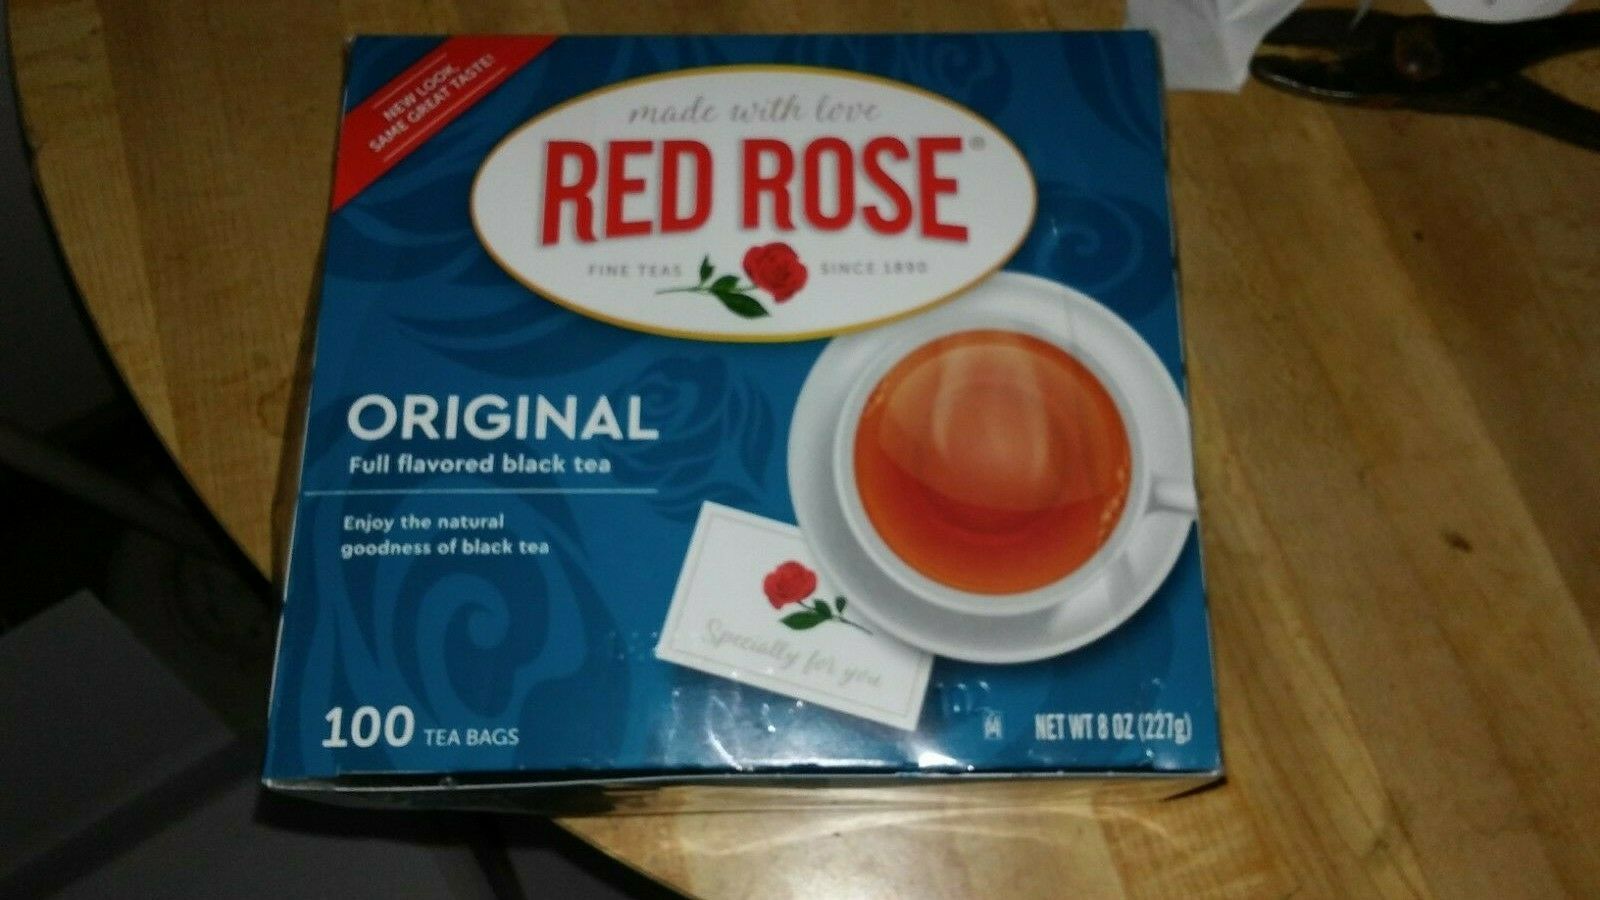 NEW LOOK,
SAME GREAT TASTE!
made with love
RED ROSE®
FINE TEAS SINCE 1890
ORIGINAL
Full flavored black tea
Enjoy the natural
goodness of black tea
Specially for you
100 TEA BAGS
NET WT 8 OZ (227g)